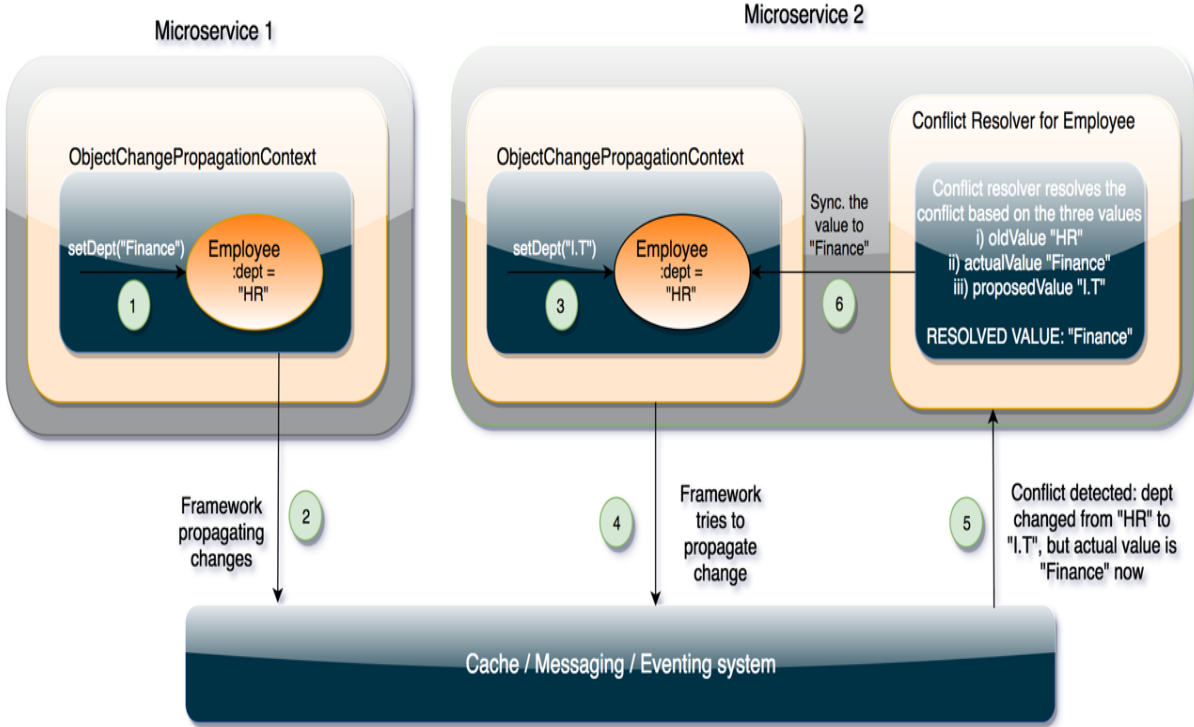 Microservice 1
ObjectChangePropagationContext
setDept("Finance")
Employee
:dept =
"HR"
1
2
Framework
propagating
changes
Microservice 2
ObjectChangePropagationContext
setDept("I.T")
Employee
:dept =
"HR"
3
4
Framework
tries to
propagate
change
Sync. the
value to
"Finance"
6
Conflict Resolver for Employee
Conflict resolver resolves the
conflict based on the three values
i) oldValue "HR"
ii) actualValue "Finance"
iii) proposedValue "I.T"
RESOLVED VALUE: "Finance"
5
Conflict detected: dept
changed from "HR" to
"I.T", but actual value is
"Finance" now
Cache / Messaging / Eventing system